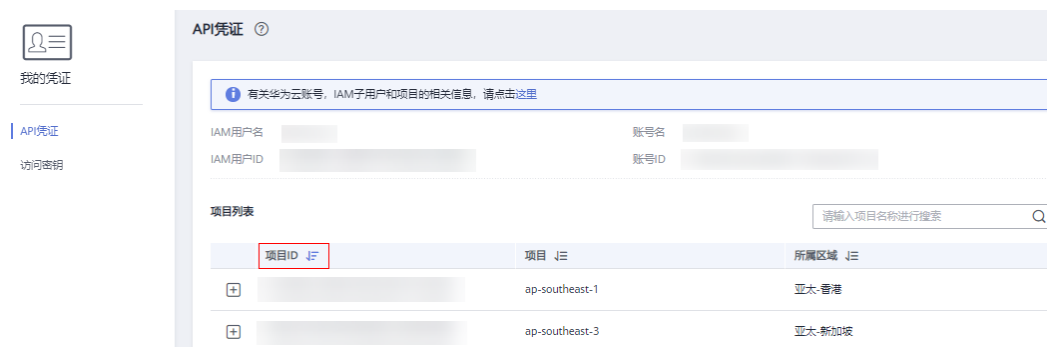 我的凭证
API凭证
访问密钥
API凭证
有关华为云账号，IAM子用户和项目的相关信息，请点击这里
IAM用户名 账号名
IAM用户ID 账号ID
项目列表
请输入项目名称进行搜索
项目ID 项目 所属区域
ap-southeast-1 亚太-香港
ap-southeast-3 亚太-新加坡